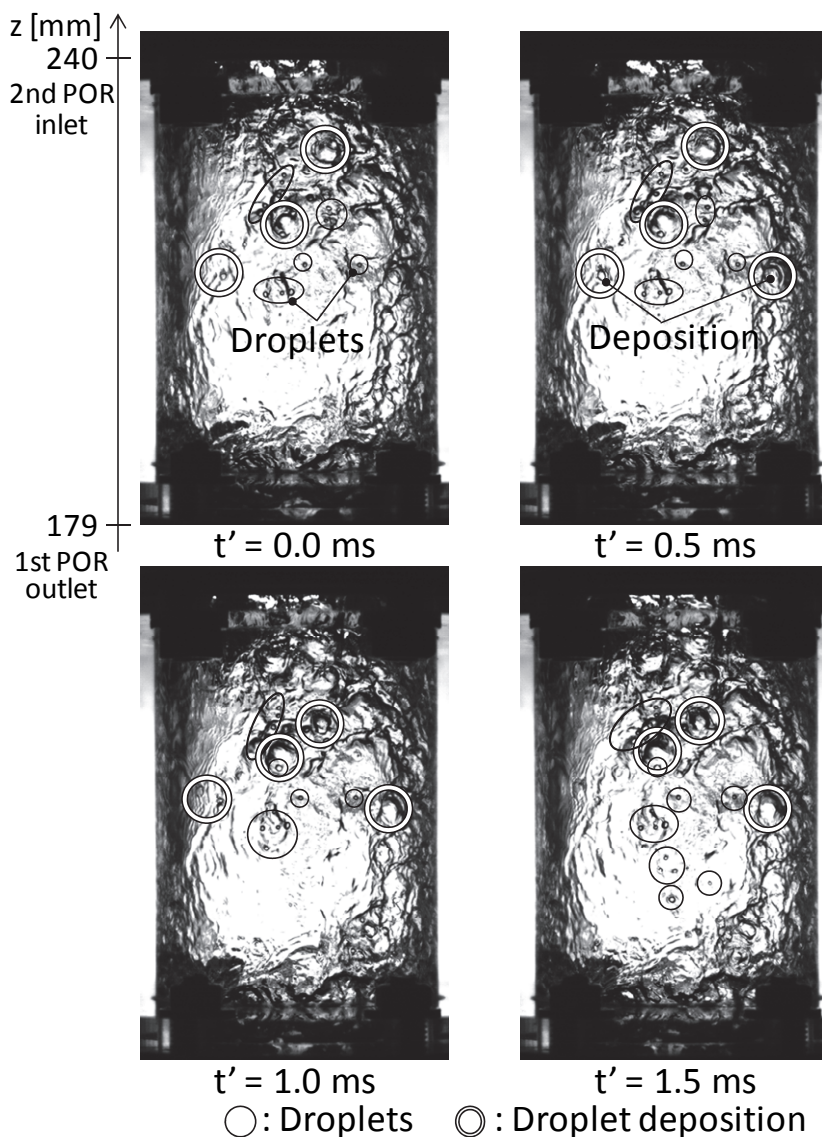 z [mm]
240
2nd POR
inlet
Droplets
Deposition
179
1st POR
outlet
t’ = 0.0 ms
t’ = 0.5 ms
t’ = 1.0 ms
t’ = 1.5 ms
: Droplets
: Droplet deposition